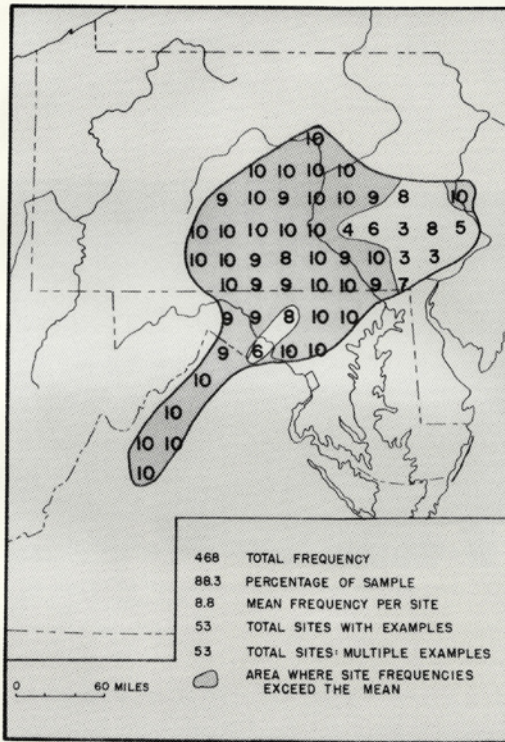 10
10 10 10 10
9 10 9 10 10 9 8 10
10 10 10 10 10 4 6 3 8 5
10 10 9 8 10 9 10 3 3
10 9 9 10 10 9 7
9 9 8 10 10
9 6 10 10
10
10
10 10
10
468 TOTAL FREQUENCY
88.3 PERCENTAGE OF SAMPLE
8.8 MEAN FREQUENCY PER SITE
53 TOTAL SITES WITH EXAMPLES
53 TOTAL SITES: MULTIPLE EXAMPLES
AREA WHERE SITE FREQUENCIES
EXCEED THE MEAN
0 60 MILES